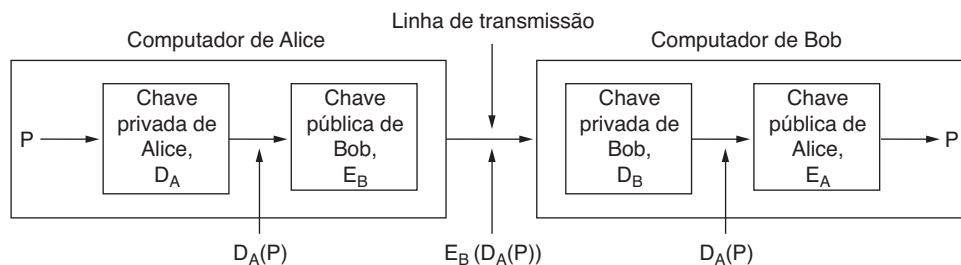 Linha de transmissão
Computador de Alice
Computador de Bob
P
Chave
privada de
Alice,
D_A
Chave
pública de
Bob,
E_B
Chave
privada de
Bob,
D_B
Chave
pública de
Alice,
E_A
P
D_A(P)
E_B (D_A(P))
D_A(P)